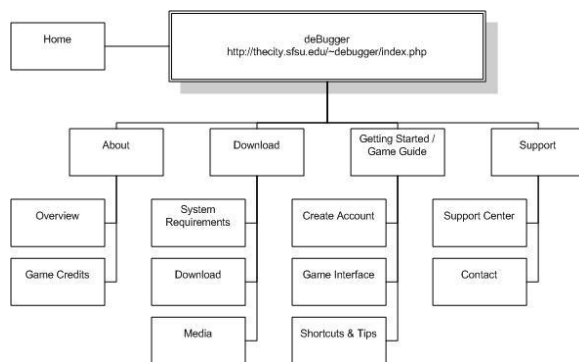 Home
deBugger
http://thecity.sfsu.edu/~debugger/index.php
About
Download
Getting Started /
Game Guide
Support
Overview
System
Requirements
Create Account
Support Center
Game Credits
Download
Game Interface
Contact
Media
Shortcuts & Tips